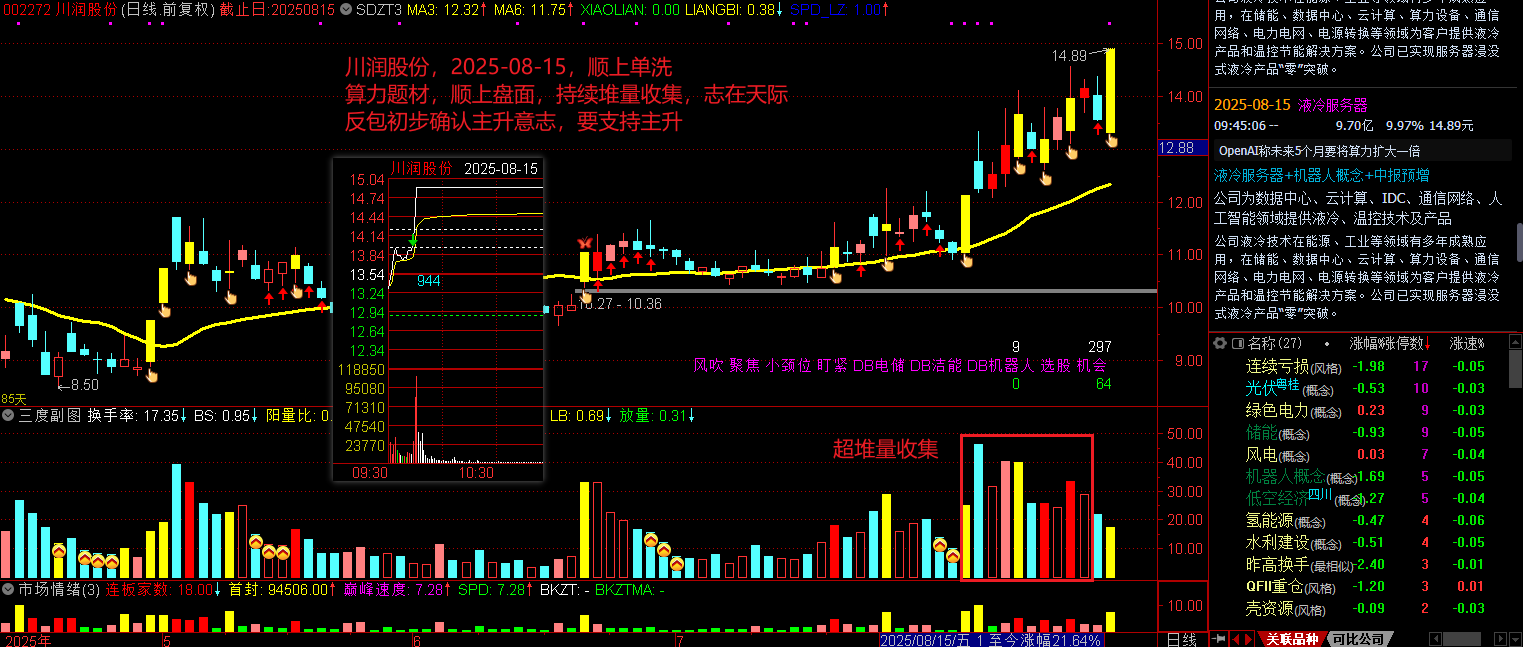 002272 川润股份(日线 前复权) 截止日:20250815 SDZT3 MA3: 12.32↑ MA6: 11.75↑ XIAOLIAN: 0.00 LIANGBI: 0.38↓ SPD_LZ: 1.00↑
川润股份，2025-08-15，顺上单洗
算力题材，顺上盘面，持续堆量收集，志在天际
反包初步确认主升意志，要支持主升
14.89
15.00
14.00
12.88
12.00
11.00
10.00
9.00
川润股份 2025-08-15
15.04
14.74
14.44
14.14
13.84
13.54
13.24
12.94
12.64
12.34
944
118850
95080
71310
47540
23770
09:30 10:30
10.27 - 10.36
←8.50
85天
9 297
风吹 聚焦 小颈位 盯紧 DB电储 DB洁能 DB机器人 选股 机会
0 64
三度副图 换手率: 17.35↓ BS: 0.95↓ 阳量比: 0. LB: 0.69↓ 放量: 0.31↓
超堆量收集
50.00
40.00
30.00
20.00
10.00
市场情绪(3) 连板家数: 18.00↓ 首封: 94506.00↑ 巅峰速度: 7.28↑ SPD: 7.28↑ BKZT: - BKZTMA: -
10.00
2025年 5 6 7 2025/08/15/五 1 至今涨幅21.64% 日线
公司液冷技术在能源、工业等领域有多年成熟应
用，在储能、数据中心、云计算、算力设备、通信
网络、电力电网、电源转换等领域为客户提供液冷
产品和温控节能解决方案。公司已实现服务器浸没
式液冷产品“零”突破。
2025-08-15 液冷服务器
09:45:06 -- 9.70亿 9.97% 14.89元
OpenAI称未来5个月要将算力扩大一倍
液冷服务器+机器人概念+中报预增
公司为数据中心、云计算、IDC、通信网络、人
工智能领域提供液冷、温控技术及产品
公司液冷技术在能源、工业等领域有多年成熟应
用，在储能、数据中心、云计算、算力设备、通信
网络、电力电网、电源转换等领域为客户提供液冷
产品和温控节能解决方案。公司已实现服务器浸没
式液冷产品“零”突破。
名称(27) • 涨幅%涨停数↓ 涨速%
连续亏损(风格) -1.98 17 -0.05
光伏粤桂(概念) -0.53 10 -0.03
绿色电力(概念) 0.23 9 -0.03
储能(概念) -0.93 9 -0.05
风电(概念) 0.03 7 -0.04
机器人概念(概念) 1.69 5 -0.05
低空经济四川(概念) 1.27 5 -0.04
氢能源(概念) -0.47 4 -0.06
水利建设(概念) -0.51 4 -0.05
昨高换手(最相似) -2.40 3 -0.01
QFII重仓(风格) -1.20 3 0.01
壳资源(风格) -0.09 2 -0.03
关联品种 可比公司